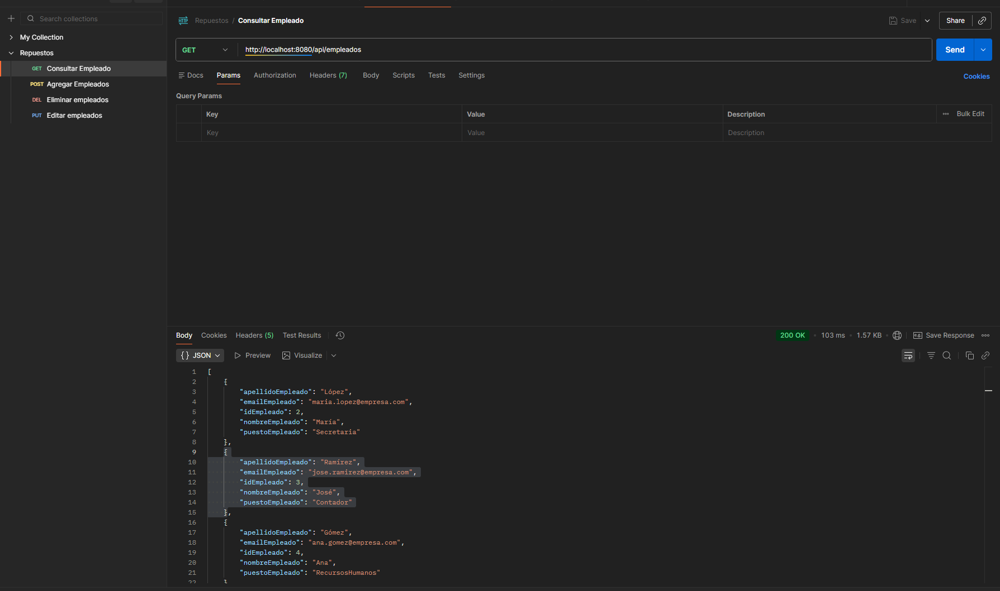 Search collections
My Collection
Repuestos
GET Consultar Empleado
POST Agregar Empleados
DEL Eliminar empleados
PUT Editar empleados
HTTP Repuestos / Consultar Empleado
Save
Share
GET http://localhost:8080/api/empleados
Send
Docs Params Authorization Headers (7) Body Scripts Tests Settings
Cookies
Query Params
Key Value Description ••• Bulk Edit
Key Value Description
Body Cookies Headers (5) Test Results
200 OK • 103 ms • 1.57 KB • e.g. Save Response •••
{} JSON Preview Visualize
1 [
2 {
3 "apellidoEmpleado": "López",
4 "emailEmpleado": "maria.lopez@empresa.com",
5 "idEmpleado": 2,
6 "nombreEmpleado": "María",
7 "puestoEmpleado": "Secretaria"
8 },
9 {
10 "apellidoEmpleado": "Ramírez",
11 "emailEmpleado": "jose.ramirez@empresa.com",
12 "idEmpleado": 3,
13 "nombreEmpleado": "José",
14 "puestoEmpleado": "Contador"
15 },
16 {
17 "apellidoEmpleado": "Gómez",
18 "emailEmpleado": "ana.gomez@empresa.com",
19 "idEmpleado": 4,
20 "nombreEmpleado": "Ana",
21 "puestoEmpleado": "RecursosHumanos"
22 }